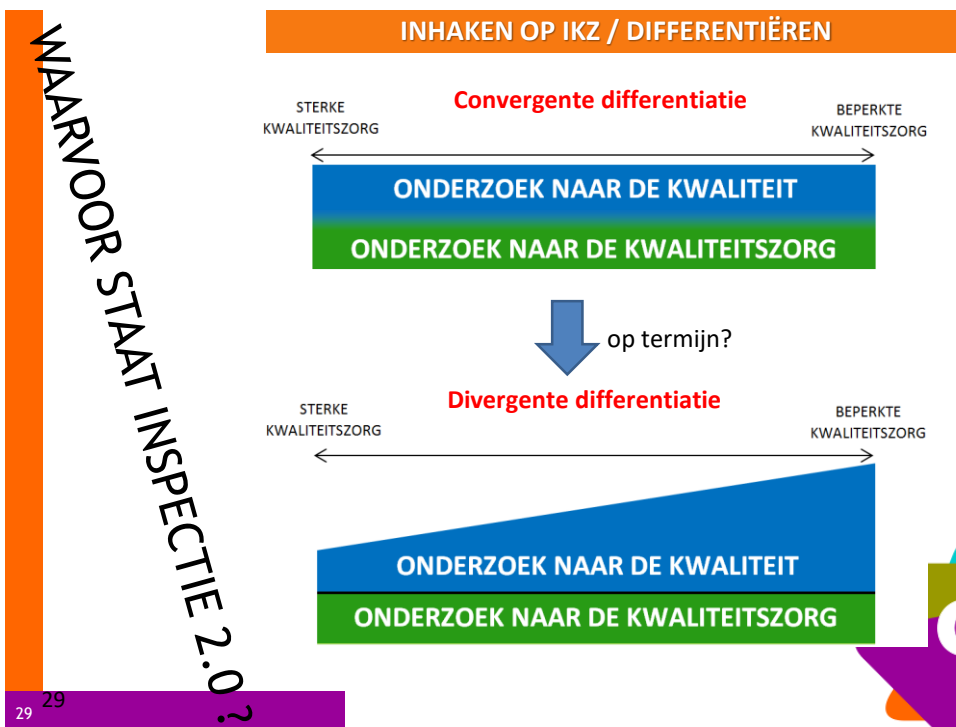 INHAKEN OP IKZ / DIFFERENTIËREN
WAARVOOR STAAT INSPECTIE 2.0 ?
Convergente differentiatie
STERKE
KWALITEITSZORG
BEPERKTE
KWALITEITSZORG
ONDERZOEK NAAR DE KWALITEIT
ONDERZOEK NAAR DE KWALITEITSZORG
op termijn?
Divergente differentiatie
STERKE
KWALITEITSZORG
BEPERKTE
KWALITEITSZORG
ONDERZOEK NAAR DE KWALITEIT
ONDERZOEK NAAR DE KWALITEITSZORG
29
29